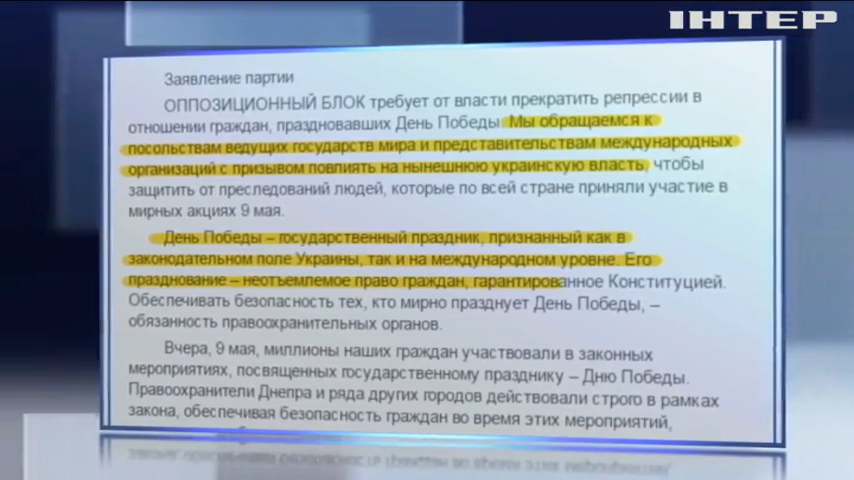 ІНТЕР
Заявление партии
ОППОЗИЦИОННЫЙ БЛОК требует от власти прекратить репрессии в
отношении граждан, праздновавших День Победы. Мы обращаемся к
посольствам ведущих государств мира и представительствам международных
организаций с призывом повлиять на нынешнюю украинскую власть, чтобы
защитить от преследований людей, которые по всей стране приняли участие в
мирных акциях 9 мая.
День Победы – государственный праздник, признанный как в
законодательном поле Украины, так и на международном уровне. Его
празднование – неотъемлемое право граждан, гарантированное Конституцией.
Обеспечивать безопасность тех, кто мирно празднует День Победы, –
обязанность правоохранительных органов.
Вчера, 9 мая, миллионы наших граждан участвовали в законных
мероприятиях, посвященных государственному празднику – Дню Победы.
Правоохранители Днепра и ряда других городов действовали строго в рамках
закона, обеспечивая безопасность граждан во время этих мероприятий,